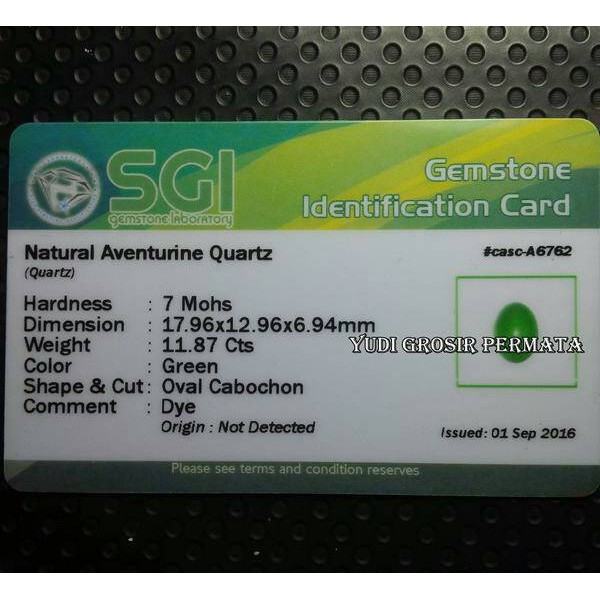 SGI
gemstone laboratory
Gemstone
Identification Card
Natural Aventurine Quartz
#casc-A6762
(Quartz)
Hardness : 7 Mohs
Dimension : 17.96x12.96x6.94mm
Weight : 11.87 Cts
YUDI GROSIR PERMATA
Color : Green
Shape & Cut : Oval Cabochon
Comment : Dye
Origin : Not Detected
Issued: 01 Sep 2016
Please see terms and condition reserves